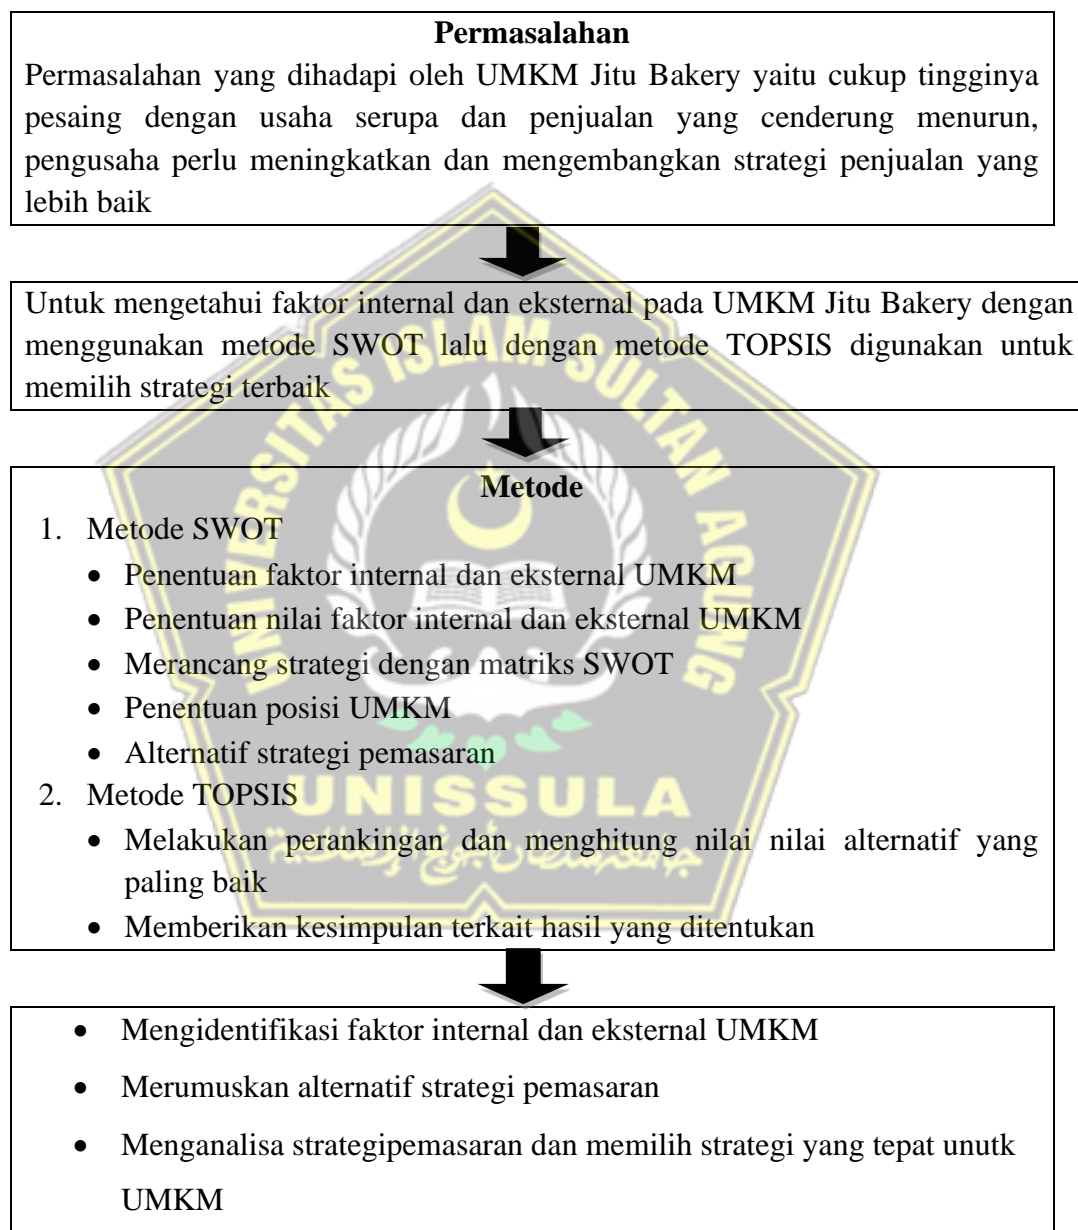 Permasalahan
Permasalahan yang dihadapi oleh UMKM Jitu Bakery yaitu cukup tingginya
pesaing dengan usaha serupa dan penjualan yang cenderung menurun,
pengusaha perlu meningkatkan dan mengembangkan strategi penjualan yang
lebih baik
Untuk mengetahui faktor internal dan eksternal pada UMKM Jitu Bakery dengan
menggunakan metode SWOT lalu dengan metode TOPSIS digunakan untuk
memilih strategi terbaik
UNIVERSITAS ISLAM SULTAN AGUNG
Metode
1. Metode SWOT
• Penentuan faktor internal dan eksternal UMKM
• Penentuan nilai faktor internal dan eksternal UMKM
• Merancang strategi dengan matriks SWOT
• Penentuan posisi UMKM
• Alternatif strategi pemasaran
2. Metode TOPSIS
UNISSULA
• Melakukan perankingan dan menghitung nilai nilai alternatif yang
paling baik
• Memberikan kesimpulan terkait hasil yang ditentukan
• Mengidentifikasi faktor internal dan eksternal UMKM
• Merumuskan alternatif strategi pemasaran
• Menganalisa strategipemasaran dan memilih strategi yang tepat unutk
UMKM